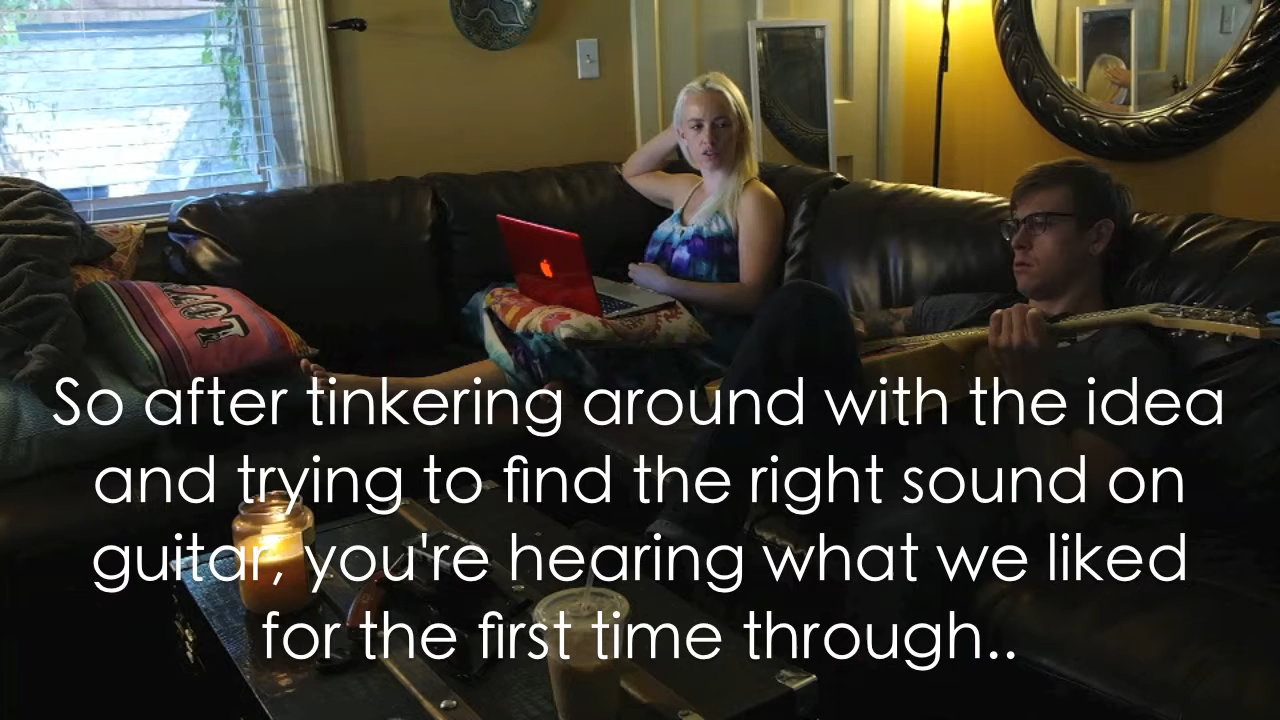 So after tinkering around with the idea
and trying to find the right sound on
guitar, you're hearing what we liked
for the first time through..